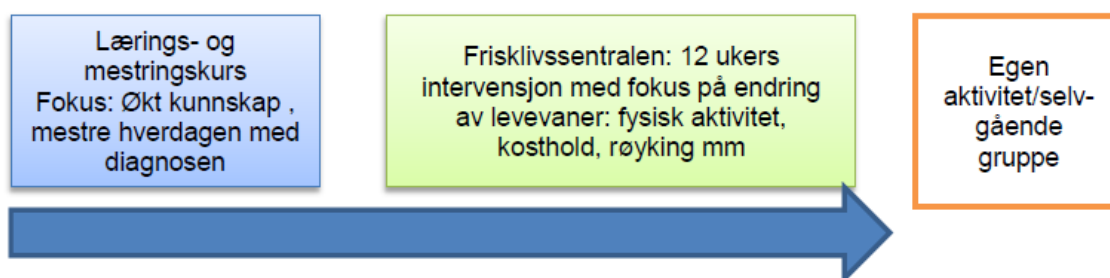 Lærings- og
mestringskurs
Fokus: Økt kunnskap ,
mestre hverdagen med
diagnosen
Frisklivssentralen: 12 ukers
intervensjon med fokus på endring
av levevaner: fysisk aktivitet,
kosthold, røyking mm
Egen
aktivitet/selv-
gående
gruppe